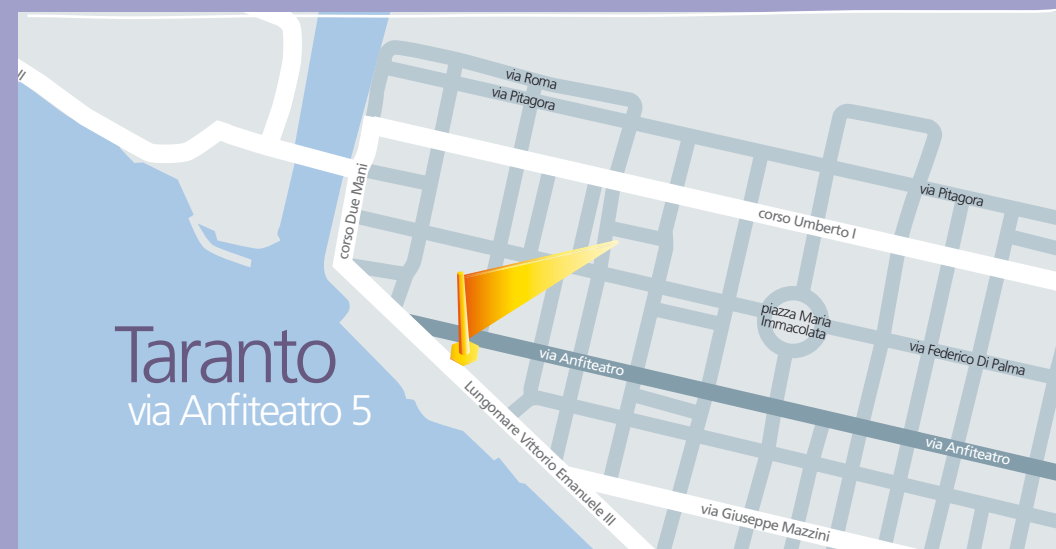 II
via Roma
via Pitagora
via Pitagora
corso Due Mani
corso Umberto I
piazza Maria
Immacolata
via Federico Di Palma
via Anfiteatro
Taranto
via Anfiteatro 5
Lungomare Vittorio Emanuele III
via Anfiteatro
via Giuseppe Mazzini